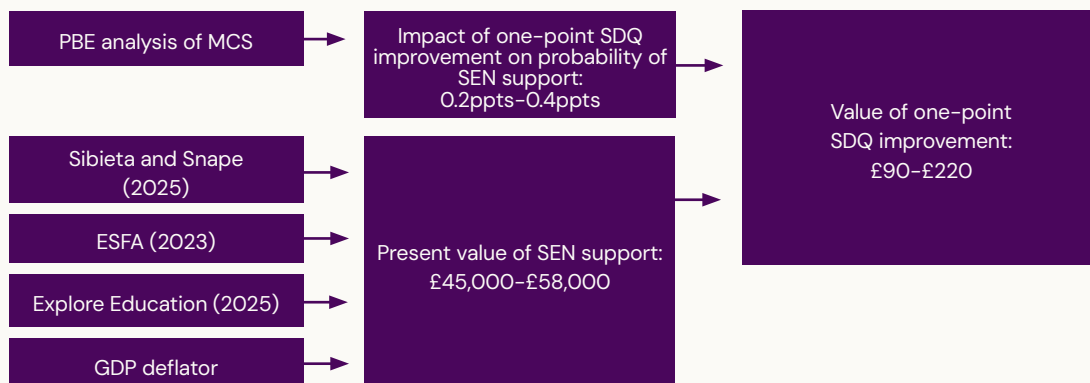 PBE analysis of MCS
Impact of one-point SDQ
improvement on probability of
SEN support:
0.2ppts-0.4ppts
Value of one-point
SDQ improvement:
£90-£220
Sibieta and Snape
(2025)
ESFA (2023)
Explore Education (2025)
GDP deflator
Present value of SEN support:
£45,000-£58,000